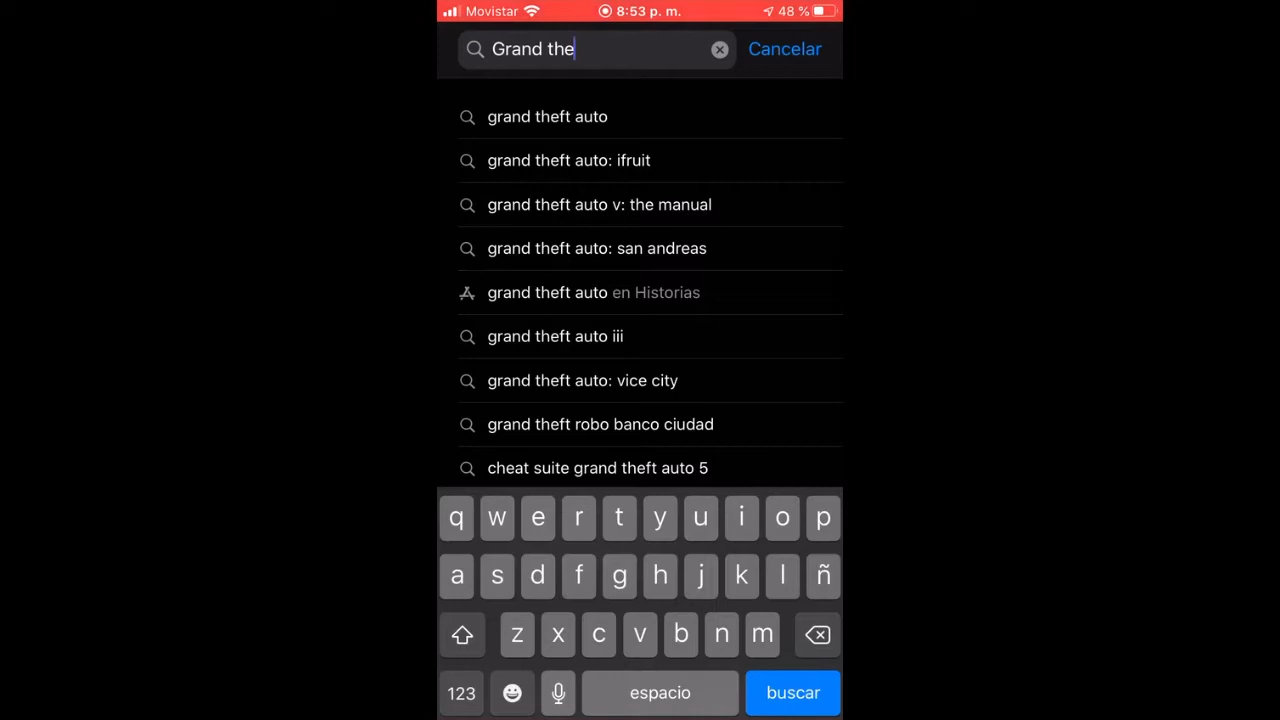 Movistar 8:53 p. m. 48 %
Grand the Cancelar
grand theft auto
grand theft auto: ifruit
grand theft auto v: the manual
grand theft auto: san andreas
grand theft auto en Historias
grand theft auto iii
grand theft auto: vice city
grand theft robo banco ciudad
cheat suite grand theft auto 5
q w e r t y u i o p
a s d f g h j k l ñ
z x c v b n m
123 espacio buscar